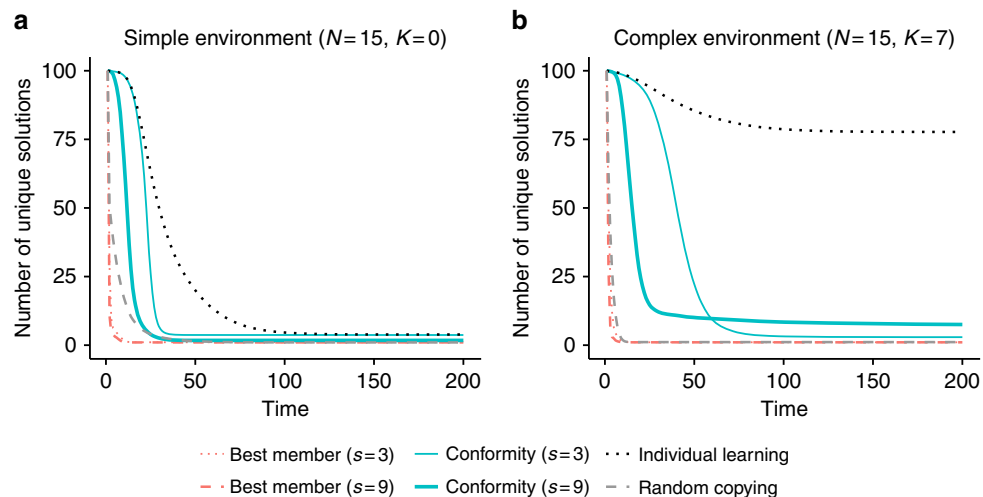 a
Simple environment (N=15, K=0)
Number of unique solutions
100
75
50
25
0
0 50 100 150 200
Time
b
Complex environment (N=15, K=7)
Number of unique solutions
100
75
50
25
0
0 50 100 150 200
Time
Best member (s=3) Conformity (s=3) Individual learning
Best member (s=9) Conformity (s=9) Random copying